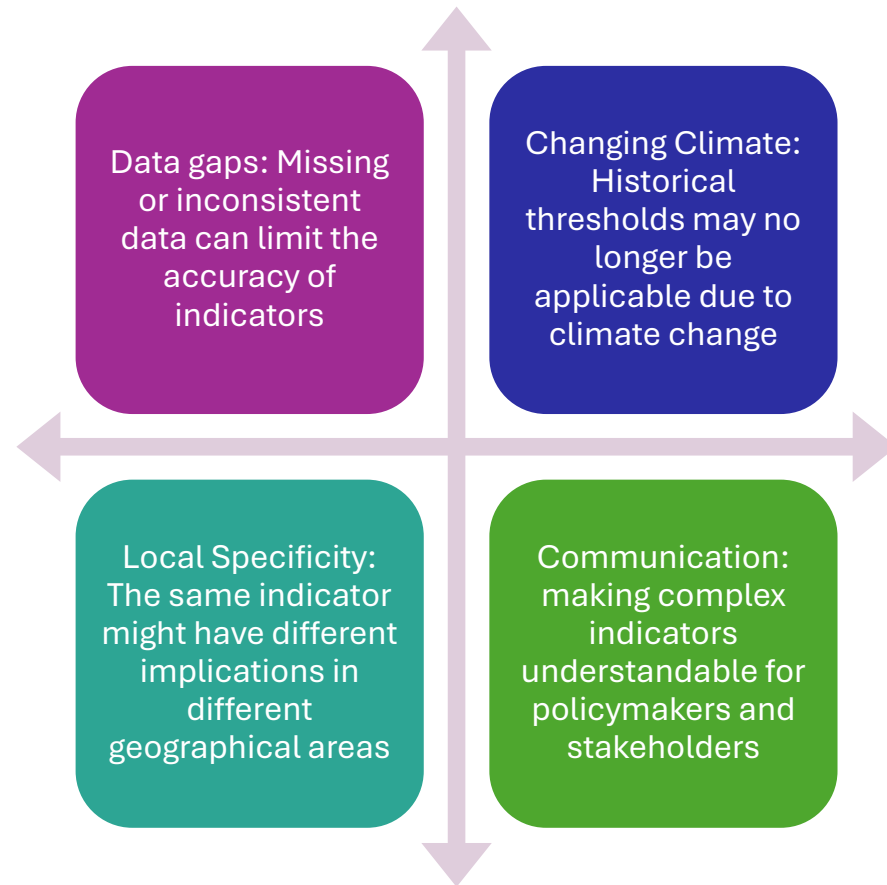 Data gaps: Missing
or inconsistent
data can limit the
accuracy of
indicators
Changing Climate:
Historical
thresholds may no
longer be
applicable due to
climate change
Local Specificity:
The same indicator
might have different
implications in
different
geographical areas
Communication:
making complex
indicators
understandable for
policymakers and
stakeholders